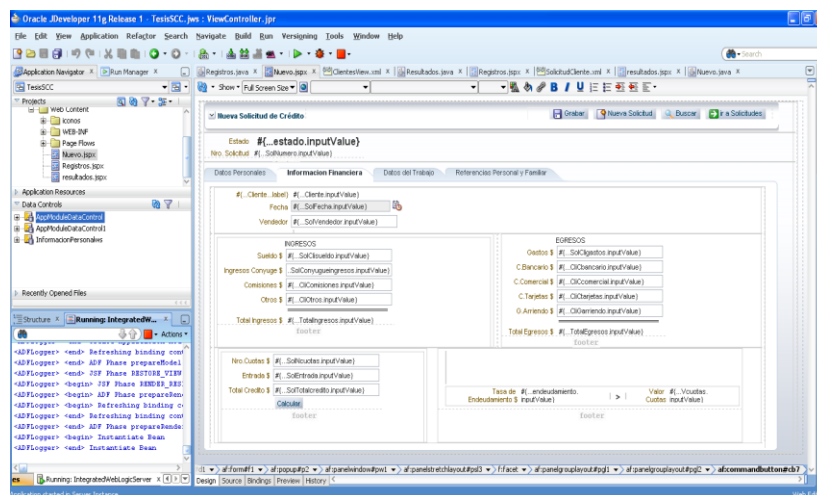 Oracle JDeveloper 11g Release 1 - TesisSCC.jws : ViewController.jpr
File Edit View Application Refactor Search Navigate Build Run Versioning Tools Window Help
Search
Application Navigator Run Manager
Registros.java Nuevo.jspx ClientesView.xml Resultados.java Registros.jspx SolicitudCliente.xml resultados.jspx Nuevo.java
TesisSCC
Show Full Screen Size
Projects
Web Content
iconos
WEB-INF
Page Flows
Nuevo.jspx
Registros.jspx
resultados.jspx
Application Resources
Data Controls
AppModuleDataControl
AppModuleDataControl1
InformacionPersonalws
Recently Opened Files
Structure Running: IntegratedW...
Actions
<ADFLogger> <end> Refreshing binding cont
<ADFLogger> <end> ADF Phase prepareModel
<ADFLogger> <end> JSF Phase RESTORE_VIEW
<ADFLogger> <begin> JSF Phase RENDER_RES
<ADFLogger> <begin> ADF Phase prepareRen
<ADFLogger> <begin> Refreshing binding c
<ADFLogger> <end> Refreshing binding cont
<ADFLogger> <end> ADF Phase prepareRende
<ADFLogger> <begin> Instantiate Bean
<ADFLogger> <end> Instantiate Bean
Running: IntegratedWebLogicServer
Nueva Solicitud de Crédito
Grabar Nueva Solicitud Buscar Ir a Solicitudes
Estado #{...estado.inputValue}
Nro. Solicitud #{...SolNumero.inputValue}
Datos Personales Informacion Financiera Datos del Trabajo Referencias Personal y Familiar
#{...Cliente...label} #{...Cliente.inputValue}
Fecha #{...SolFecha.inputValue}
Vendedor #{...SolVendedor.inputValue}
INGRESOS
Sueldo $ #{...SolClisueldo.inputValue}
Ingresos Conyuge $ ...SolConyugueingresos.inputValue}
Comisiones $ #{...CliComisiones.inputValue}
Otros $ #{...CliOtros.inputValue}
Total Ingresos $ #{...TotalIngresos.inputValue}
footer
EGRESOS
Gastos $ #{...SolCligastos.inputValue}
C.Bancario $ #{...Clicbancario.inputValue}
C.Comercial $ #{...Cliccomercial.inputValue}
C.Tarjetas $ #{...Clictarjetas.inputValue}
G.Arriendo $ #{...CliGarriendo.inputValue}
Total Egresos $ #{...TotalEgresos.inputValue}
footer
Nro.Cuotas $ #{...SolNcuotas.inputValue}
Entrada $ #{...SolEntrada.inputValue}
Total Credito $ #{...SolTotalcredito.inputValue}
Calcular
footer
Tasa de Endeudamiento $ #{...endeudamiento.inputValue}
>
Valor Cuotas #{...Vcuotas.inputValue}
footer
af:form#f1 af:popup#p2 af:panelwindow#pw1 af:panelstretchlayout#psl3 f:facet af:panelgrouplayout#pgl1 af:panelgrouplayout#pgl2 af:commandbutton#cb7
Design Source Bindings Preview History